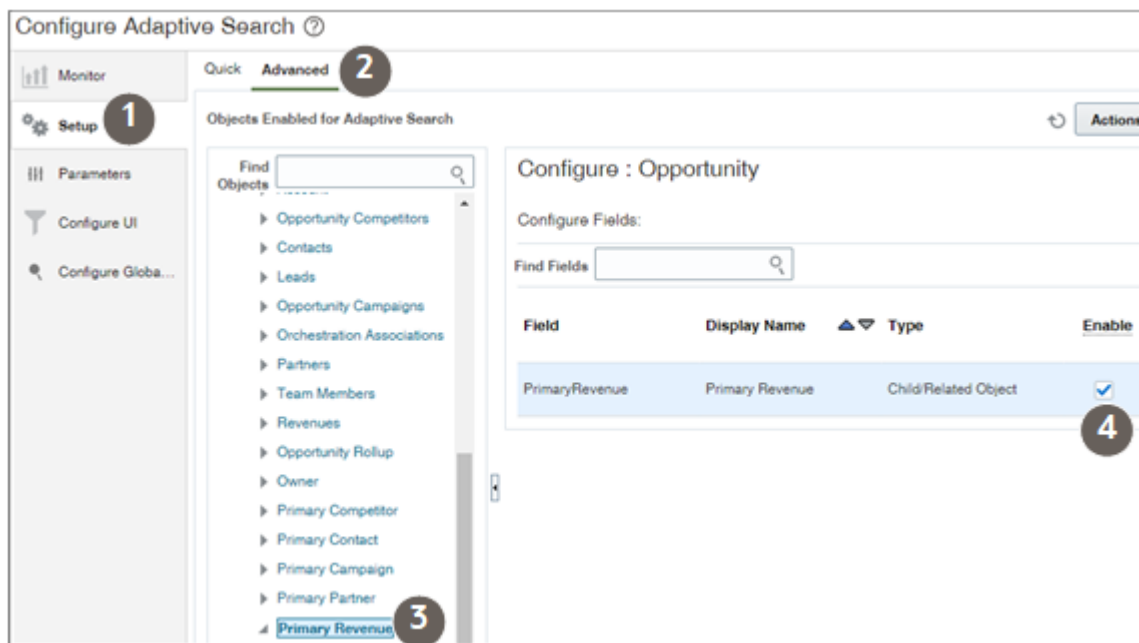 Configure Adaptive Search ?
Monitor
Setup
1
Parameters
Configure UI
Configure Globa...
Quick Advanced 2
Objects Enabled for Adaptive Search
Actions
Find Objects
Opportunity Competitors
Contacts
Leads
Opportunity Campaigns
Orchestration Associations
Partners
Team Members
Revenues
Opportunity Rollup
Owner
Primary Competitor
Primary Contact
Primary Campaign
Primary Partner
Primary Revenue
3
Configure : Opportunity
Configure Fields:
Find Fields
Field Display Name Type Enable
PrimaryRevenue Primary Revenue Child/Related Object
4